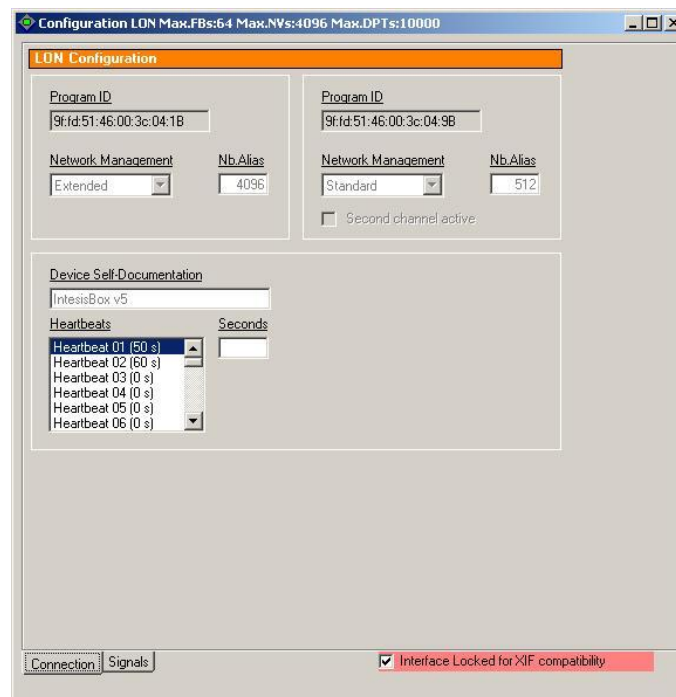 Configuration LON Max.FBs:64 Max.NVs:4096 Max.DPTs:10000
LON Configuration
Program ID
9f:fd:51:46:00:3c:04:1B
Network Management Nb.Alias
Extended 4096
Program ID
9f:fd:51:46:00:3c:04:9B
Network Management Nb.Alias
Standard 512
Second channel active
Device Self-Documentation
IntesisBox v5
Heartbeats Seconds
Heartbeat 01 (50 s)
Heartbeat 02 (60 s)
Heartbeat 03 (0 s)
Heartbeat 04 (0 s)
Heartbeat 05 (0 s)
Heartbeat 06 (0 s)
Connection Signals Interface Locked for XIF compatibility